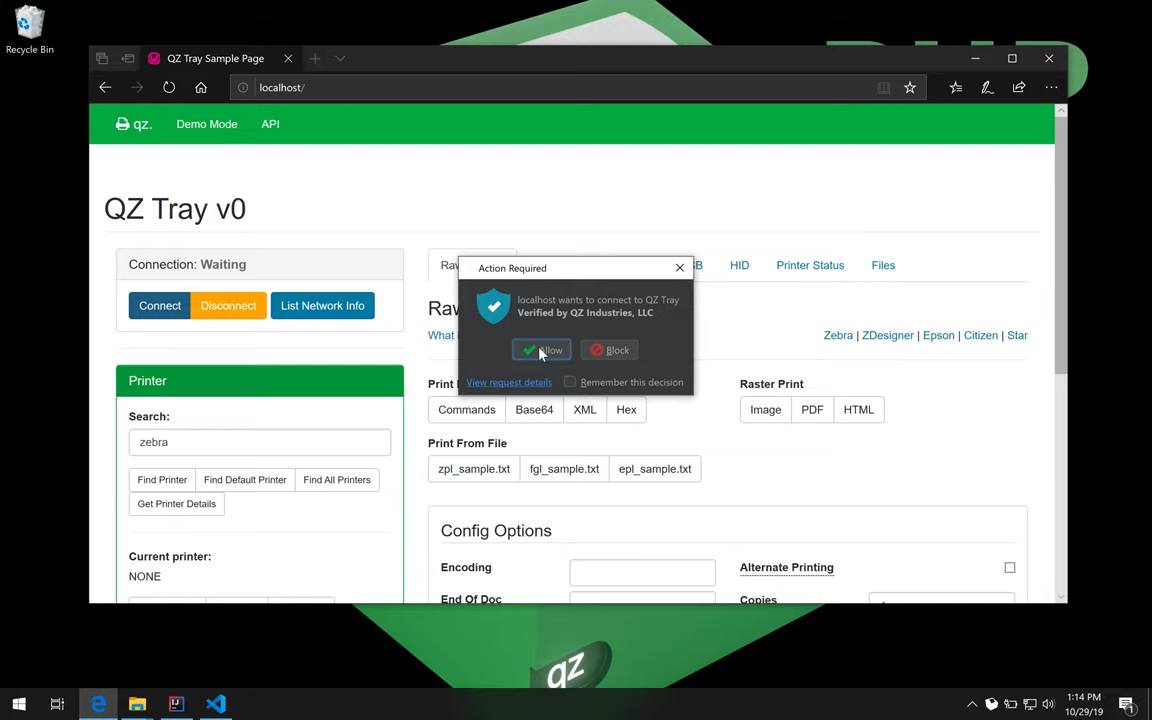 Recycle Bin
QZ Tray Sample Page
localhost/
qz.
Demo Mode
API
QZ Tray v0
Connection: Waiting
Connect
Disconnect
List Network Info
Printer
Search:
zebra
Find Printer
Find Default Printer
Find All Printers
Get Printer Details
Current printer:
NONE
HID
Printer Status
Files
Zebra | ZDesigner | Epson | Citizen | Star
Action Required
localhost wants to connect to QZ Tray
Verified by QZ Industries, LLC
Allow
Block
View request details
Remember this decision
Commands
Base64
XML
Hex
Raster Print
Image
PDF
HTML
Print From File
zpl_sample.txt
fgl_sample.txt
epl_sample.txt
Config Options
Encoding
Alternate Printing
End Of Doc
Copies
qz
1:14 PM
10/29/19
1